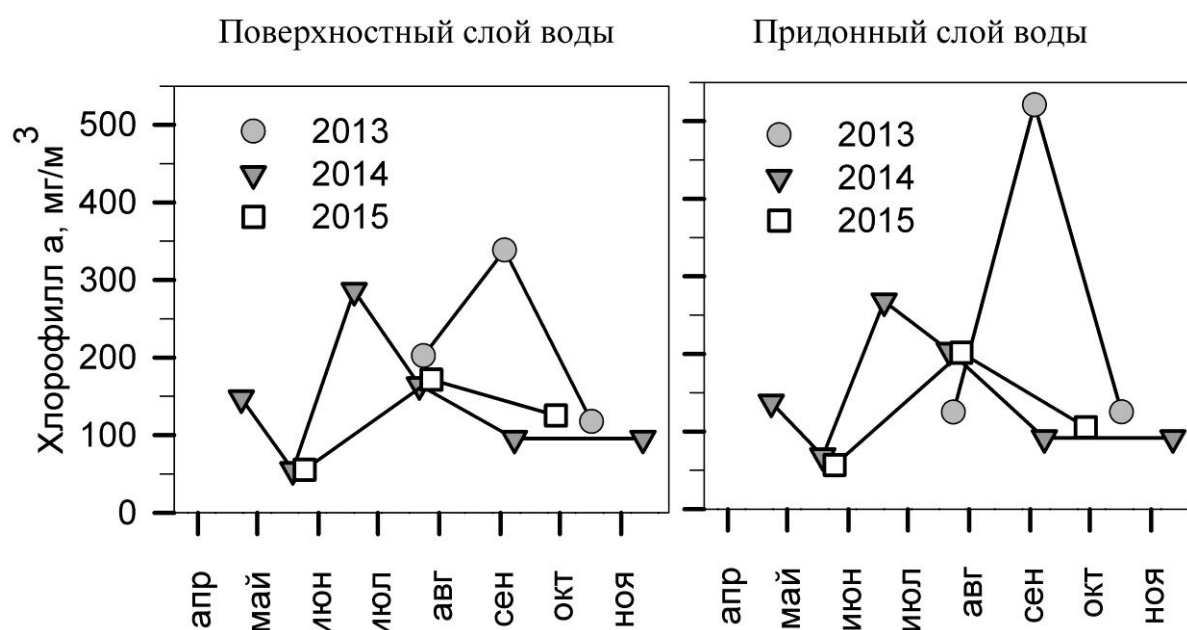 Поверхностный слой воды
Придонный слой воды
Хлорофилл а, мг/м3
500
400
300
200
100
0
2013
2014
2015
2013
2014
2015
апр
май
июн
июл
авг
сен
окт
ноя
апр
май
июн
июл
авг
сен
окт
ноя